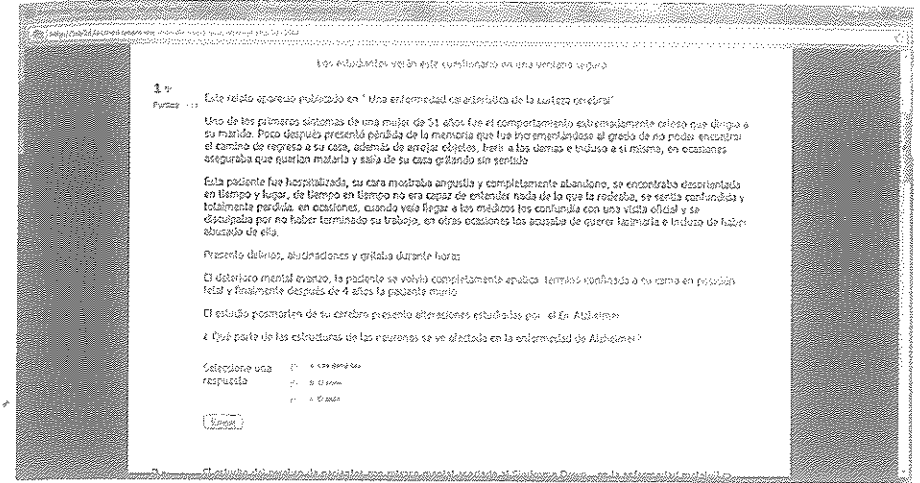 Los estudiantes verán este cuestionario en una ventana segura
1
Puntos
Este relato apareció publicado en " Una enfermedad característica de la corteza cerebral"
Uno de los primeros síntomas de una mujer de 51 años fue el comportamiento extremadamente celoso que dirigía a
su marido. Poco después presentó pérdida de la memoria que fue incrementándose al grado de no poder encontrar
el camino de regreso a su casa, además de arrojar objetos, herir a los demas e incluso a si misma, en ocasiones
aseguraba que querían matarla y salía de su casa gritando sin sentido
Esta paciente fue hospitalizada, su cara mostraba angustia y completamente abandono, se encontraba desorientada
en tiempo y lugar, de tiempo en tiempo no era capaz de entender nada de lo que la rodeaba, se sentía confundida y
totalmente perdida, en ocasiones, cuando veía llegar a los médicos los confundía con una visita oficial y se
disculpaba por no haber terminado su trabajo, en otras ocasiones los acusaba de querer lastimarla e incluso de haber
abusado de ella.
Presento delirios, alucinaciones y gritaba durante horas
El deterioro mental avanzo, la paciente se volvió completamente apatica, termino confinada a su cama en posición
fetal y finalmente después de 4 años la paciente murio
El estudio posmorten de su cerebro presento alteraciones estudiadas por el Dr. Alzheimer
¿ Qué parte de las estructuras de las neuronas se ve afectada en la enfermedad de Alzheimer?
Seleccione una
respuesta
Enviar